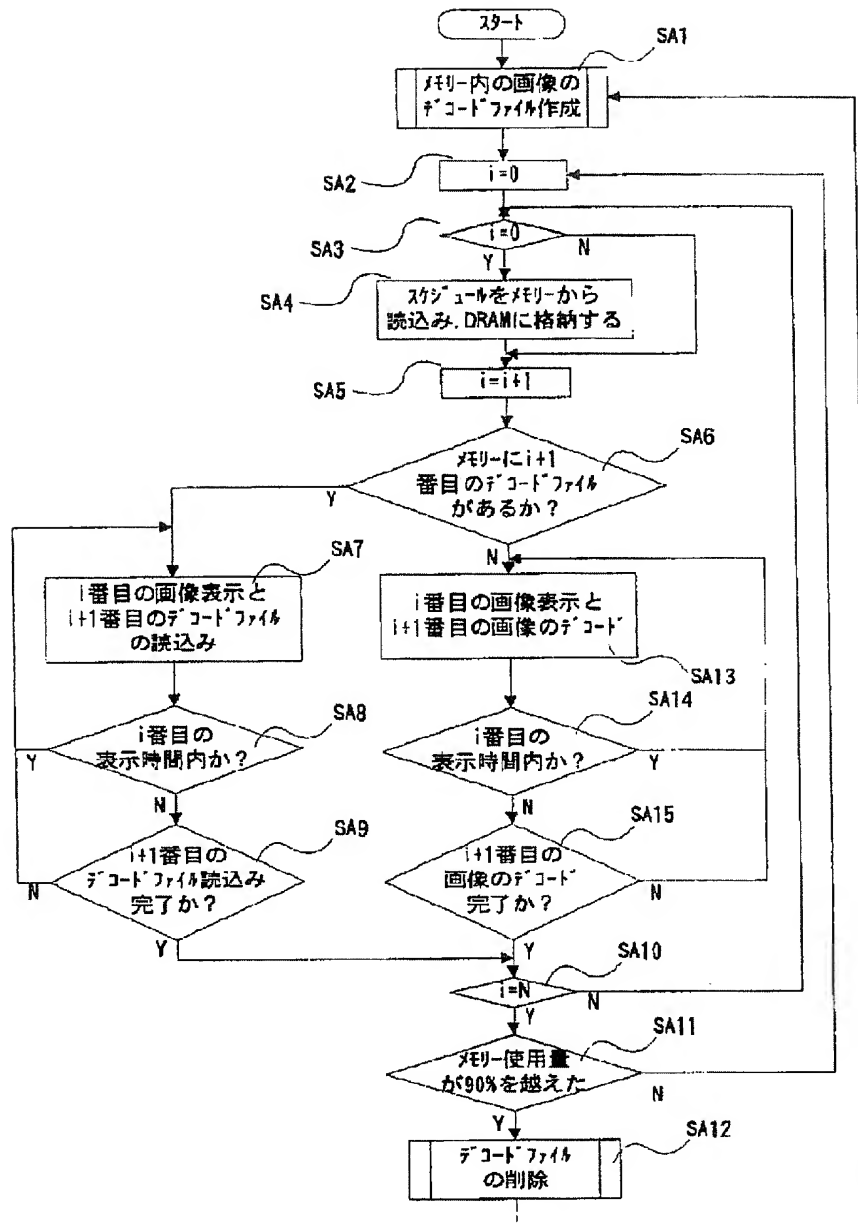 スタート
SA1
メモリー内の画像の
デコードファイル作成
SA2
i=0
SA3
i=0
N
Y
SA4
スケジュールをメモリーから
読込み,DRAMに格納する
SA5
i=i+1
SA6
メモリーにi+1
番目のデコードファイル
があるか?
Y
N
SA7
i番目の画像表示と
i+1番目のデコードファイル
の読込み
i番目の画像表示と
i+1番目の画像のデコード
SA13
SA8
i番目の
表示時間内か?
Y
N
SA14
i番目の
表示時間内か?
Y
N
SA9
i+1番目の
デコードファイル読込み
完了か?
N
Y
SA15
i+1番目の
画像のデコード
完了か?
N
Y
SA10
i=N
N
Y
SA11
メモリー使用量
が90%を越えた
N
Y
SA12
デコードファイル
の削除